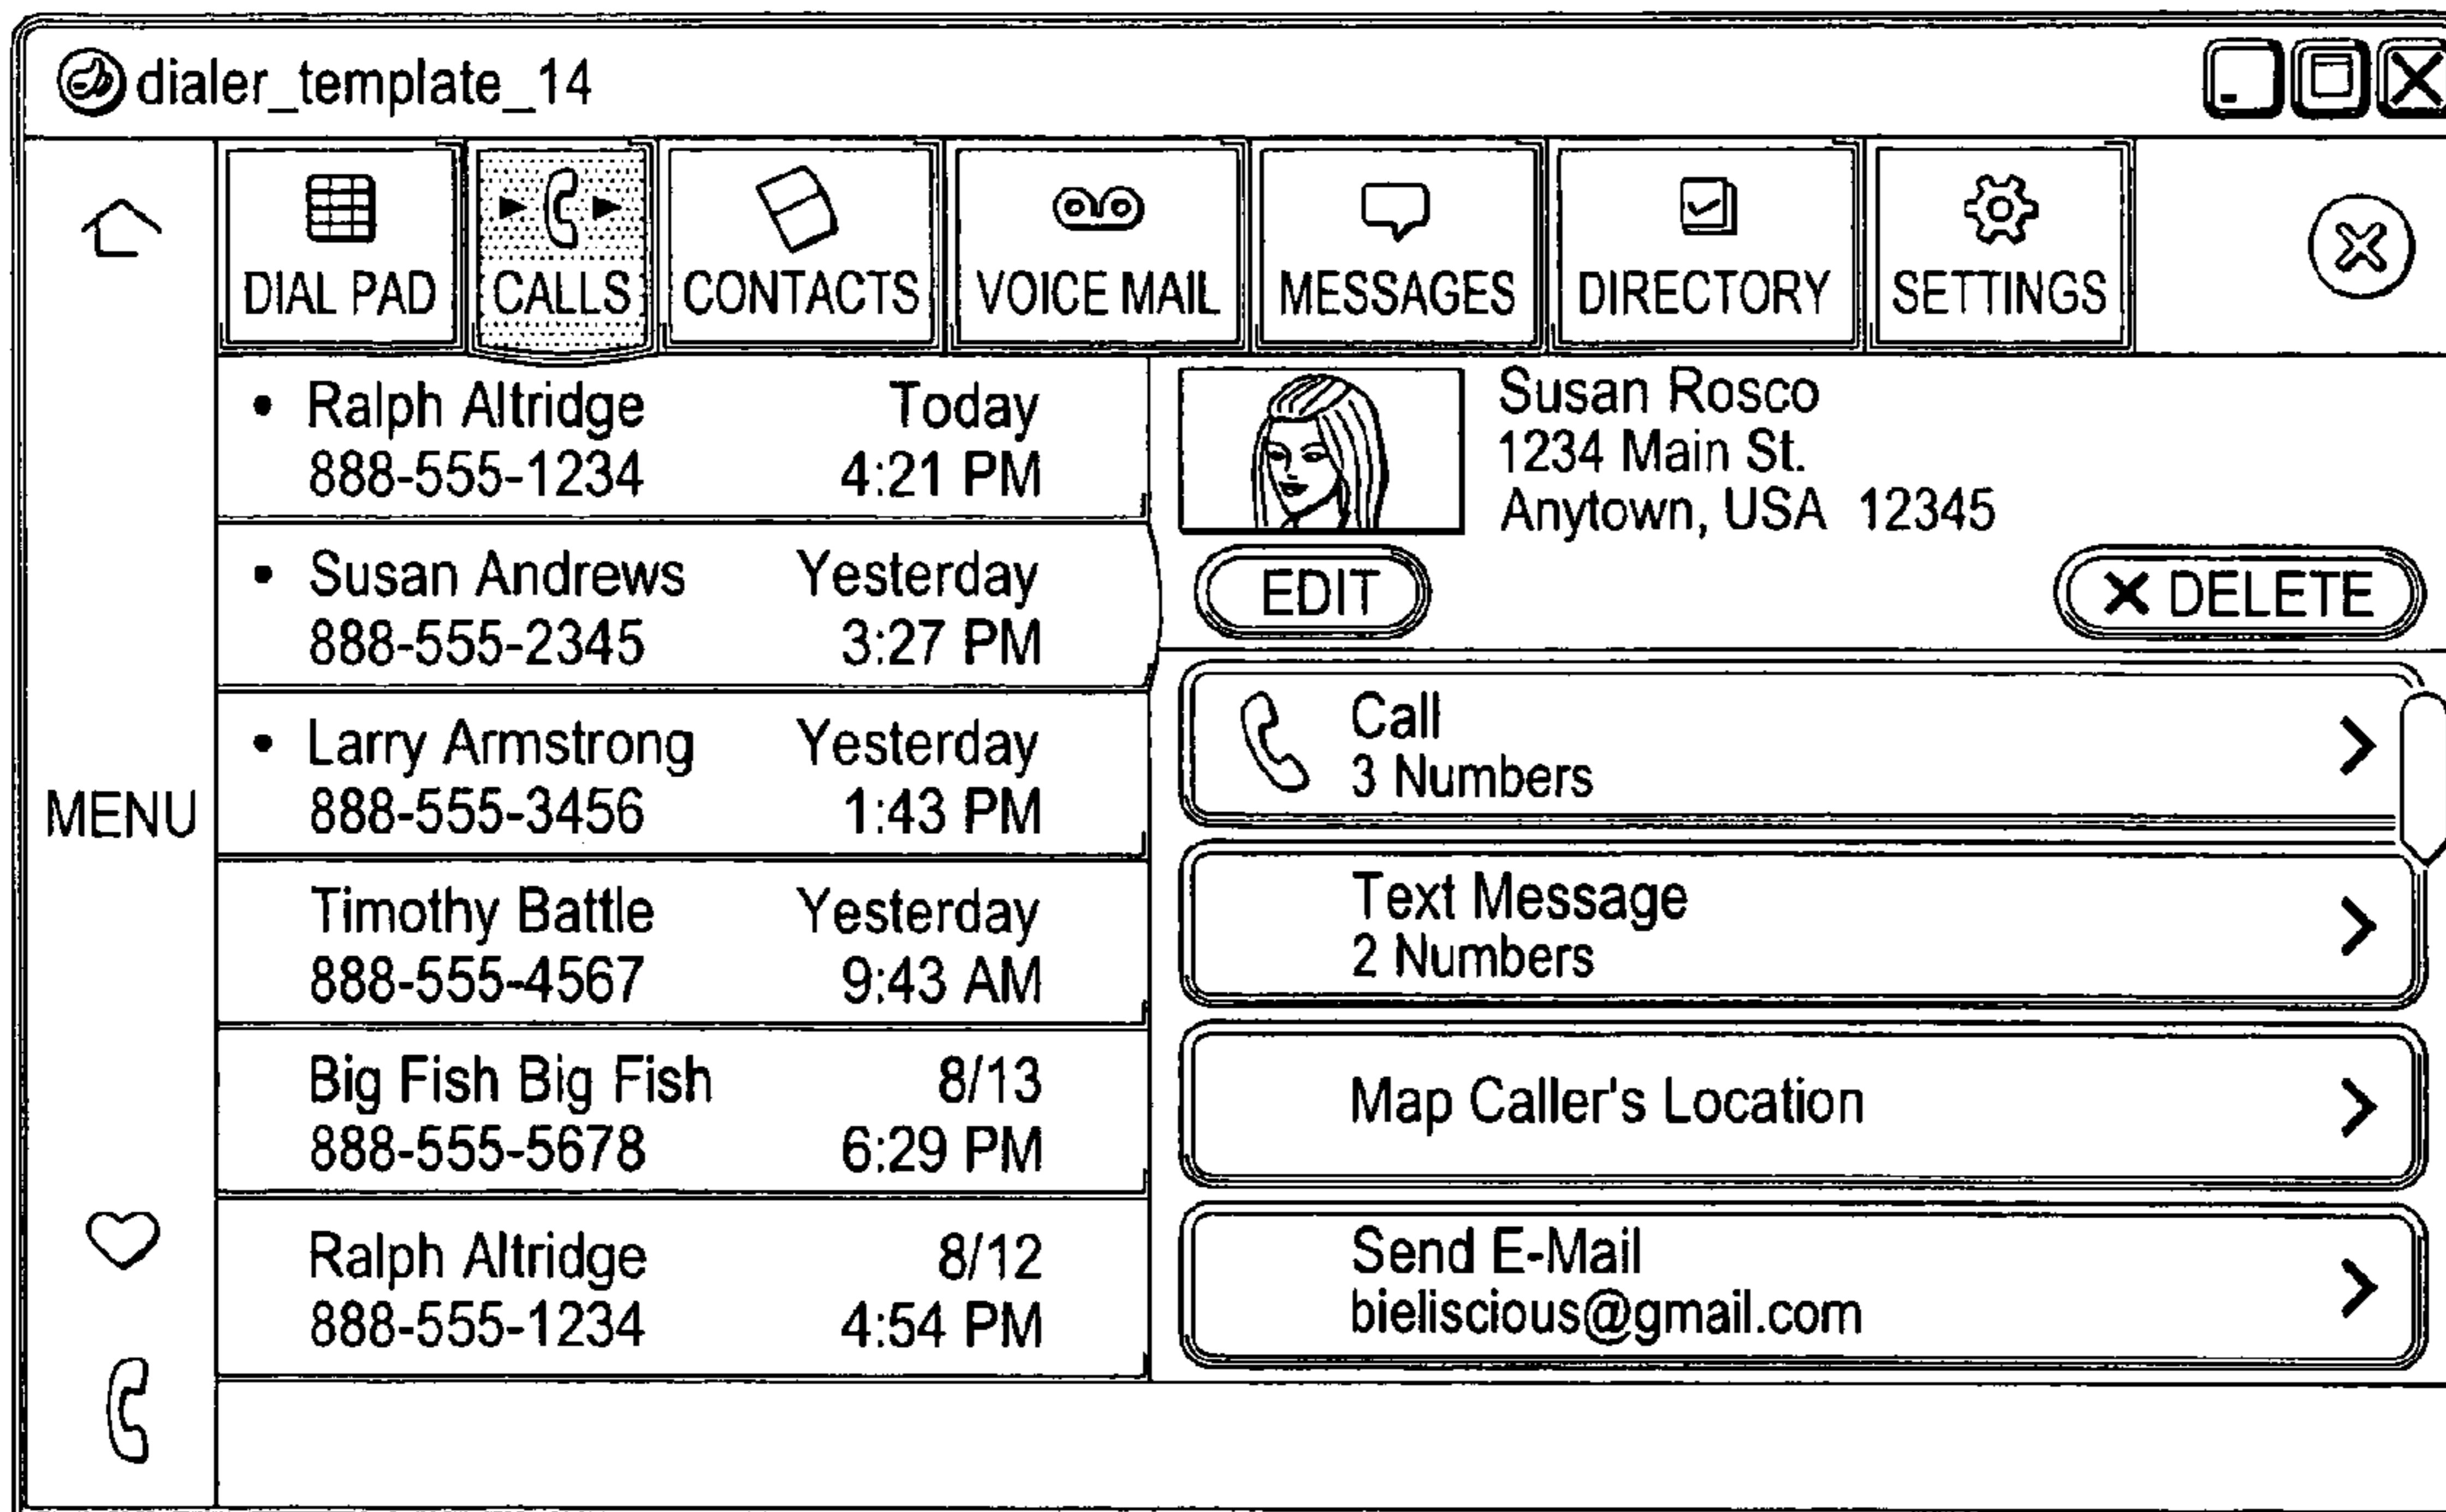 dialer_template_14
DIAL PAD CALLS CONTACTS VOICE MAIL MESSAGES DIRECTORY SETTINGS
MENU
• Ralph Altridge Today
888-555-1234 4:21 PM
• Susan Andrews Yesterday
888-555-2345 3:27 PM
• Larry Armstrong Yesterday
888-555-3456 1:43 PM
Timothy Battle Yesterday
888-555-4567 9:43 AM
Big Fish Big Fish 8/13
888-555-5678 6:29 PM
Ralph Altridge 8/12
888-555-1234 4:54 PM
Susan Rosco
1234 Main St.
Anytown, USA 12345
EDIT X DELETE
Call
3 Numbers
Text Message
2 Numbers
Map Caller's Location
Send E-Mail
bieliscious@gmail.com